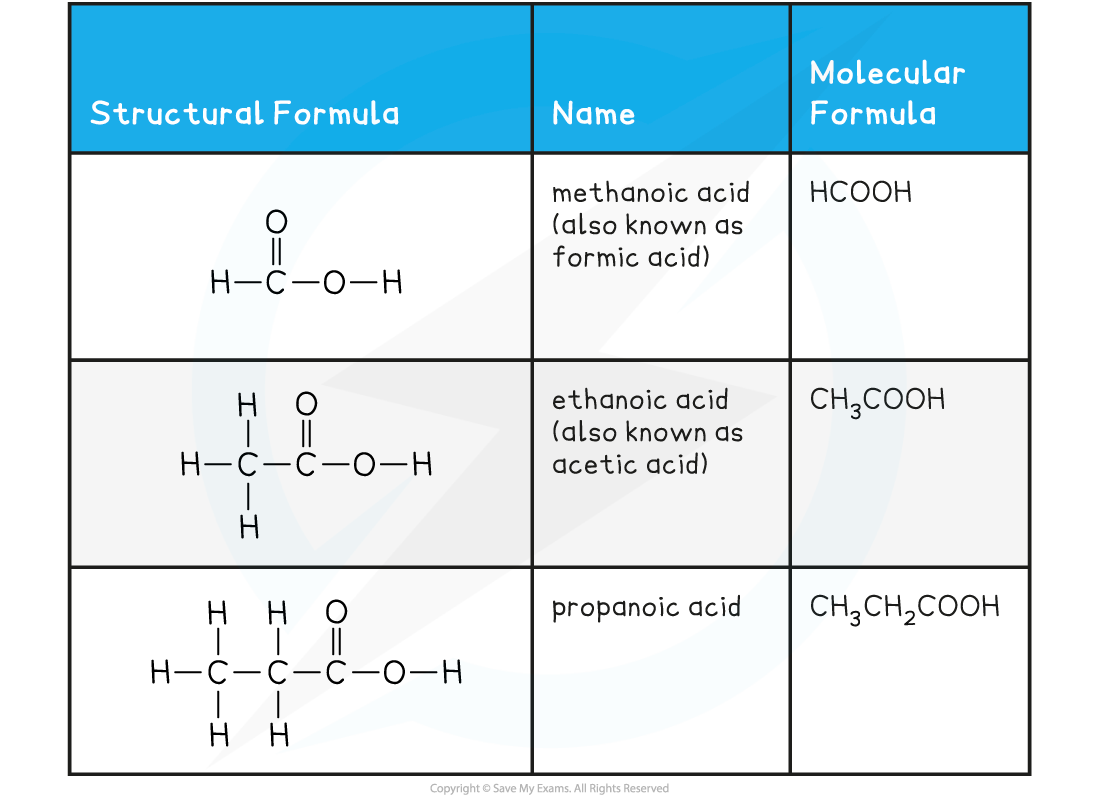 Structural Formula
Name
Molecular
Formula
O
||
H—C—O—H
methanoic acid
(also known as
formic acid)
HCOOH
H O
| ||
H—C—C—O—H
|
H
ethanoic acid
(also known as
acetic acid)
CH₃COOH
H H O
| | ||
H—C—C—C—O—H
| |
H H
propanoic acid
CH₃CH₂COOH
Copyright © Save My Exams. All Rights Reserved